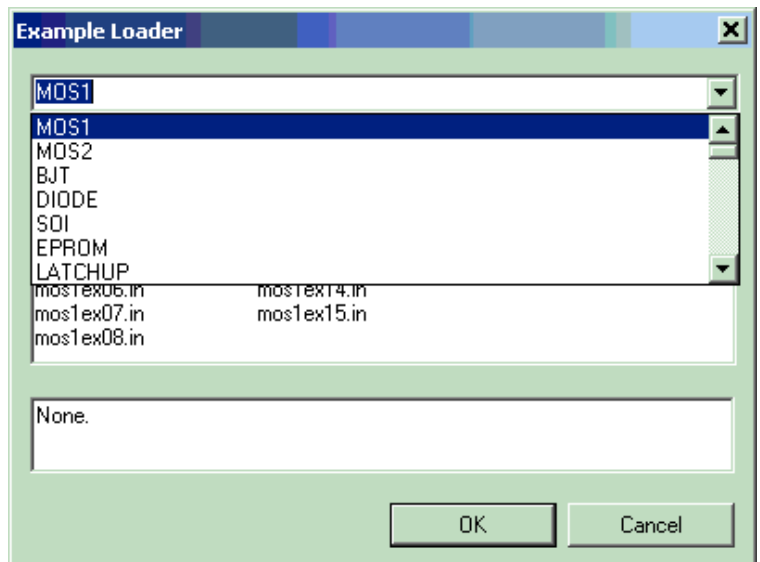 Example Loader
MOS1
MOS1
MOS2
BJT
DIODE
SOI
EPROM
LATCHUP
mos1ex06.in mos1ex14.in
mos1ex07.in mos1ex15.in
mos1ex08.in
None.
OK Cancel